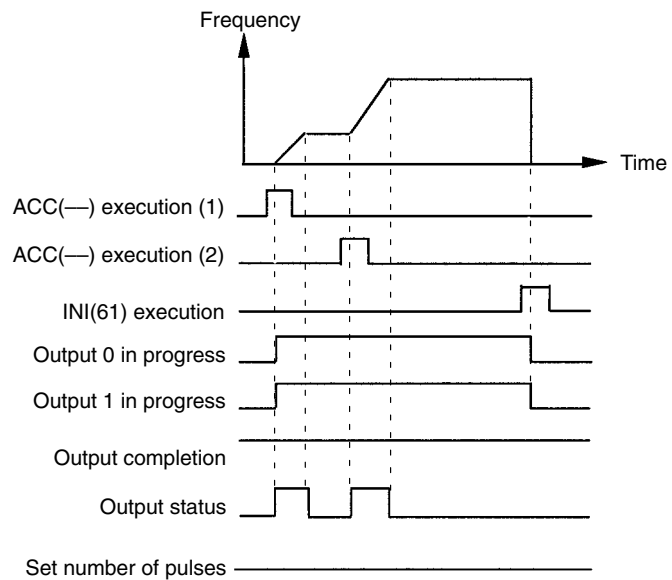 Frequency
Time
ACC(––) execution (1)
ACC(––) execution (2)
INI(61) execution
Output 0 in progress
Output 1 in progress
Output completion
Output status
Set number of pulses